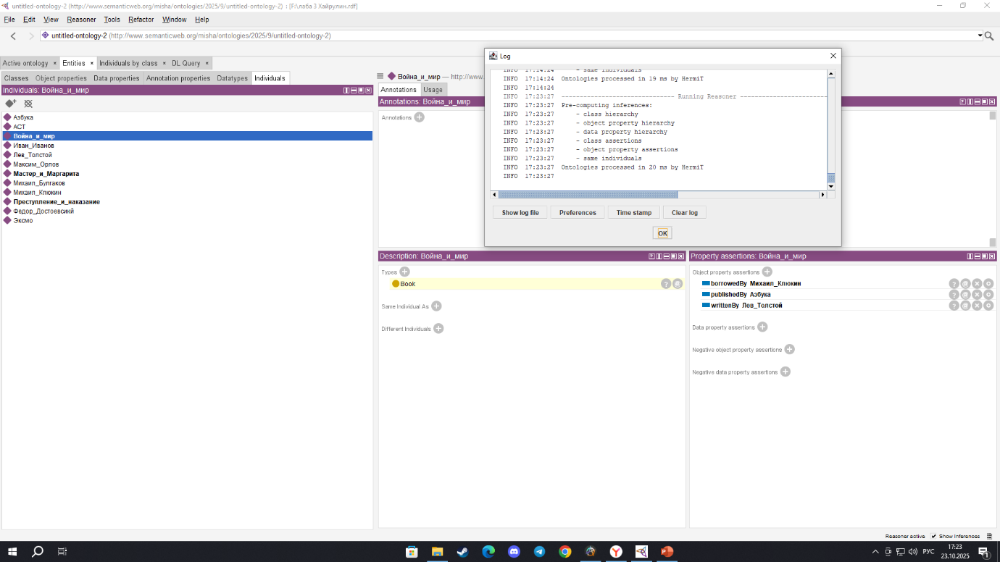 untitled-ontology-2 (http://www.semanticweb.org/misha/ontologies/2025/9/untitled-ontology-2) : [F:\лаба 3 Хайрулин.rdf]
File Edit View Reasoner Tools Refactor Window Help
untitled-ontology-2 (http://www.semanticweb.org/misha/ontologies/2025/9/untitled-ontology-2)
Active ontology × Entities × Individuals by class × DL Query ×
Classes Object properties Data properties Annotation properties Datatypes Individuals
Individuals: Война_и_мир
Азбука
АСТ
Война_и_мир
Иван_Иванов
Лев_Толстой
Максим_Орлов
Мастер_и_Маргарита
Михаил_Булгаков
Михаил_Клюкин
Преступление_и_наказание
Федор_Достоевсикй
Эксмо
Война_и_мир — http://www.
Annotations Usage
Annotations: Война_и_мир
Annotations
Log
INFO 17:14:24 - same individuals
INFO 17:14:24 Ontologies processed in 19 ms by HermiT
INFO 17:14:24
INFO 17:23:27 ------------------------------- Running Reasoner -------------------------
INFO 17:23:27 Pre-computing inferences:
INFO 17:23:27 - class hierarchy
INFO 17:23:27 - object property hierarchy
INFO 17:23:27 - data property hierarchy
INFO 17:23:27 - class assertions
INFO 17:23:27 - object property assertions
INFO 17:23:27 - same individuals
INFO 17:23:27 Ontologies processed in 20 ms by HermiT
INFO 17:23:27
Show log file Preferences Time stamp Clear log
OK
Description: Война_и_мир
Types
Book
Same Individual As
Different Individuals
Property assertions: Война_и_мир
Object property assertions
borrowedBy Михаил_Клюкин
publishedBy Азбука
writtenBy Лев_Толстой
Data property assertions
Negative object property assertions
Negative data property assertions
Reasoner active Show Inferences
РУС
17:23
23.10.2025
1